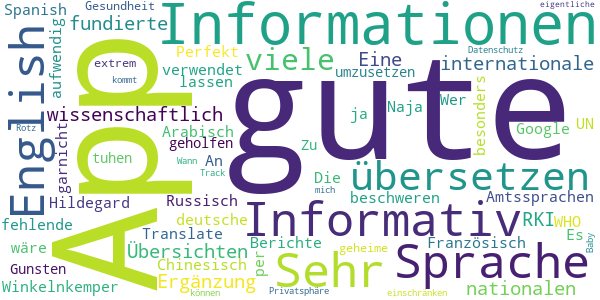 Spanish
Gesundheit
eigentliche
fundierte
Informationen
English
aufwendig
App
extrem
kommt
Perfekt
verwendet
lassen
viele
Eine
umzusetzen
Datenschutz
internationale
wissenschaftlich
gute
ja
Naja
Wer
besonders
Google
UN
Rotz
garnicht
tuhen
Arabisch
geholfen
Wann
An
Track
Zu
Die
mich
übersetzen
Hildegard
Russisch
deutsche
beschweren
Amtssprachen
fehlende
Translate
Informativ
RKI
WHO
wäre
Übersichten
per
Berichte
geheime
Französisch
Es
Baby
Gunsten
Chinesisch
Sehr
Sprache
Winkelnkemper
Ergänzung
können
Privatsphäre
einschränken
nationalen